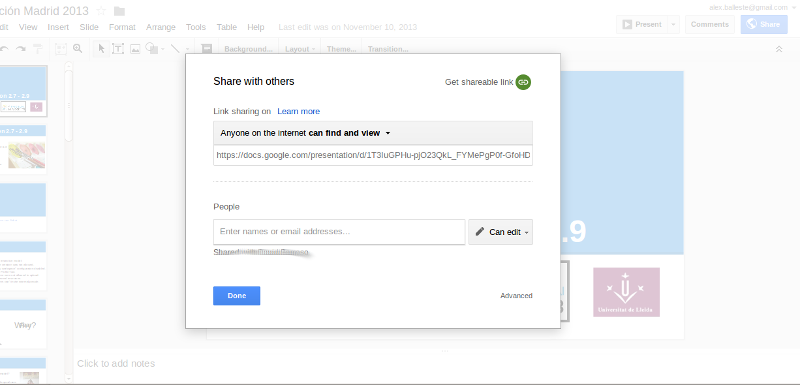 ción Madrid 2013
alex.balleste@gmail.com
dit View Insert Slide Format Arrange Tools Table Help Last edit was on November 10, 2013
Present Comments Share
Background... Layout Theme... Transition...
Share with others
Get shareable link
Link sharing on Learn more
Anyone on the internet can find and view
https://docs.google.com/presentation/d/1T3IuGPHu-pjO23QkL_FYMePgP0f-GfoHD
People
Enter names or email addresses...
Can edit
Shared
Done
Advanced
.9
Universitat de Lleida
Why?
Click to add notes